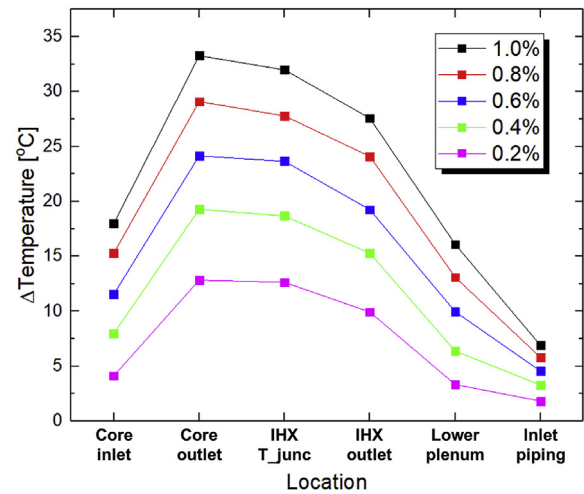 35
30
25
20
15
10
5
0
ΔTemperature [°C]
1.0%
0.8%
0.6%
0.4%
0.2%
Core inlet
Core outlet
IHX T_junc
IHX outlet
Lower plenum
Inlet piping
Location